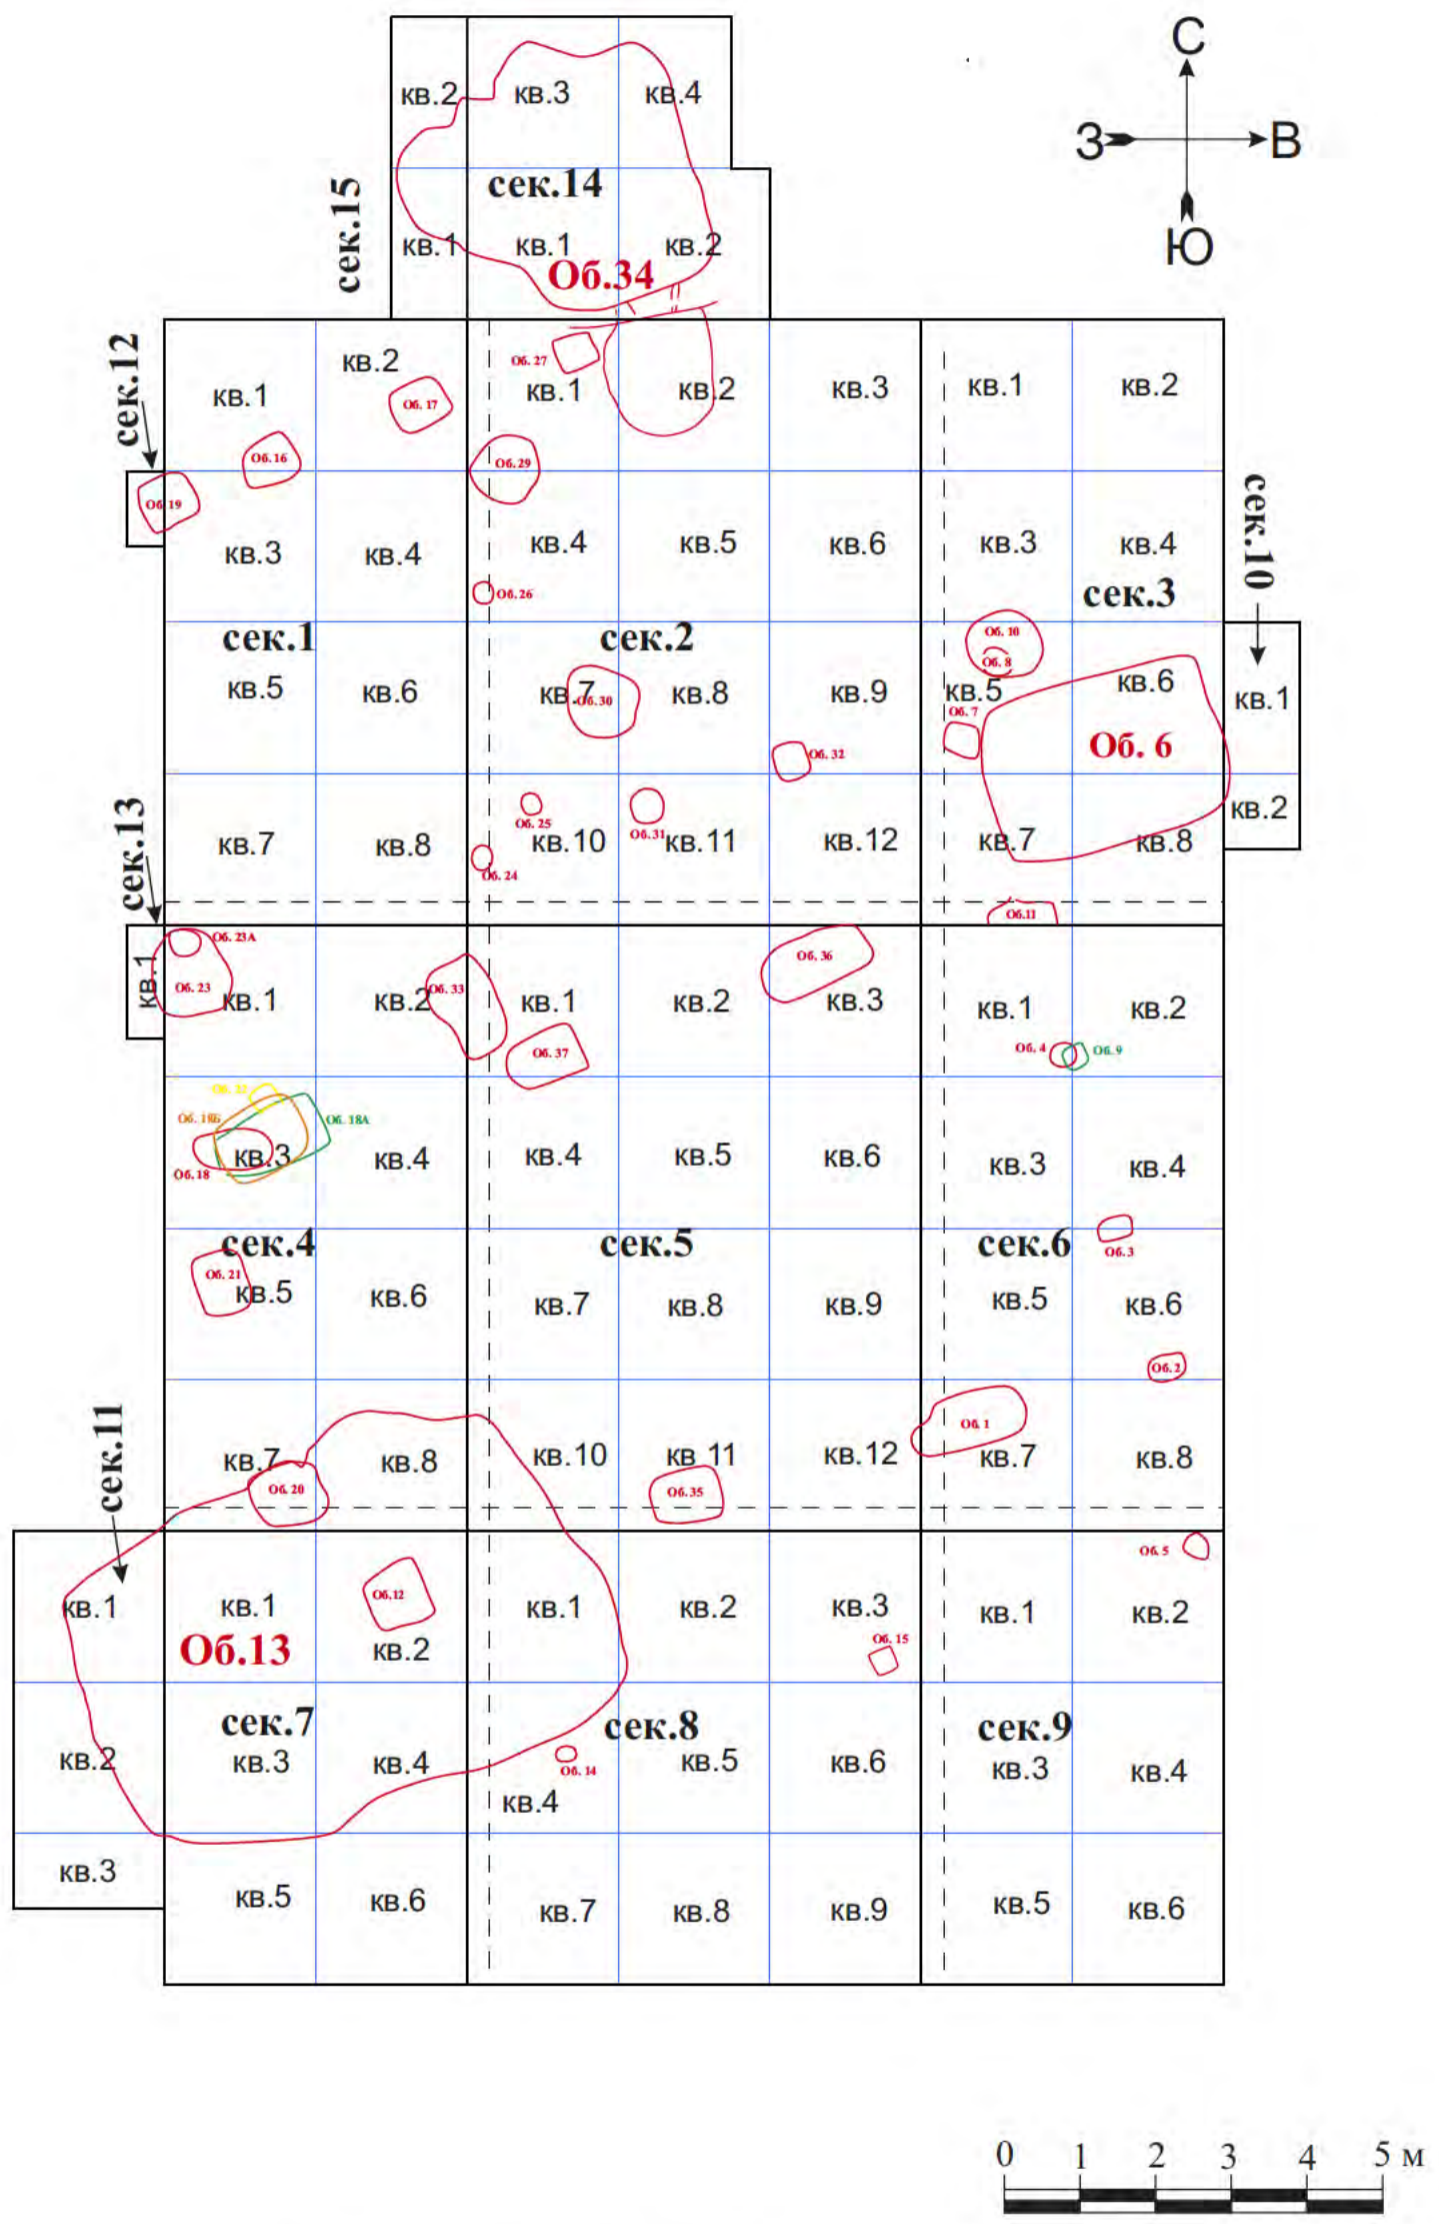 С
кв.2 кв.3 кв.4
З В
сек.14
сек.15
кв.1 кв.1 кв.2
Ю
Об.34
сек.12
кв.2 Об. 27
кв.1 Об. 17 кв.1 кв.2 кв.3 кв.1 кв.2
Об.16 Об.29
Об.19
сек.10
кв.3 кв.4 кв.4 кв.5 кв.6 кв.3 кв.4
Об.26 сек.3
сек.1 сек.2 Об. 10
Об. 8
кв.5 кв.6 кв.7 Об.30 кв.8 кв.9 кв.5 кв.6 кв.1
Об. 7
Об. 32 Об. 6
сек.13
Об. 25 Об.31 кв.2
кв.7 кв.8 кв.10 кв.11 кв.12 кв.7 кв.8
Об. 24
Об.11
Об. 23А
кв.1 Об. 23 Об. 33 Об. 36
кв.1 кв.2 кв.1 кв.2 кв.3 кв.1 кв.2
Об. 37 Об. 4 Об. 9
Об. 18Б Об. 18А
кв.3 кв.4 кв.4 кв.5 кв.6 кв.3 кв.4
Об.18
сек.4 сек.5 сек.6
Об.3
Об. 21
кв.5 кв.6 кв.7 кв.8 кв.9 кв.5 кв.6
Об.2
сек.11
Об. 1
кв.7 кв.8 кв.10 кв 11 кв.12 кв.7 кв.8
Об. 20 Об.35
Об. 5
Об.12
кв.1 кв.1 кв.1 кв.2 кв.3 кв.1 кв.2
Об.13 кв.2 Об. 15
сек.7 сек.8 сек.9
кв.2 кв.3 кв.4 Об. 14 кв.5 кв.6 кв.3 кв.4
кв.4
кв.3 кв.5 кв.6 кв.7 кв.8 кв.9 кв.5 кв.6
0 1 2 3 4 5 м